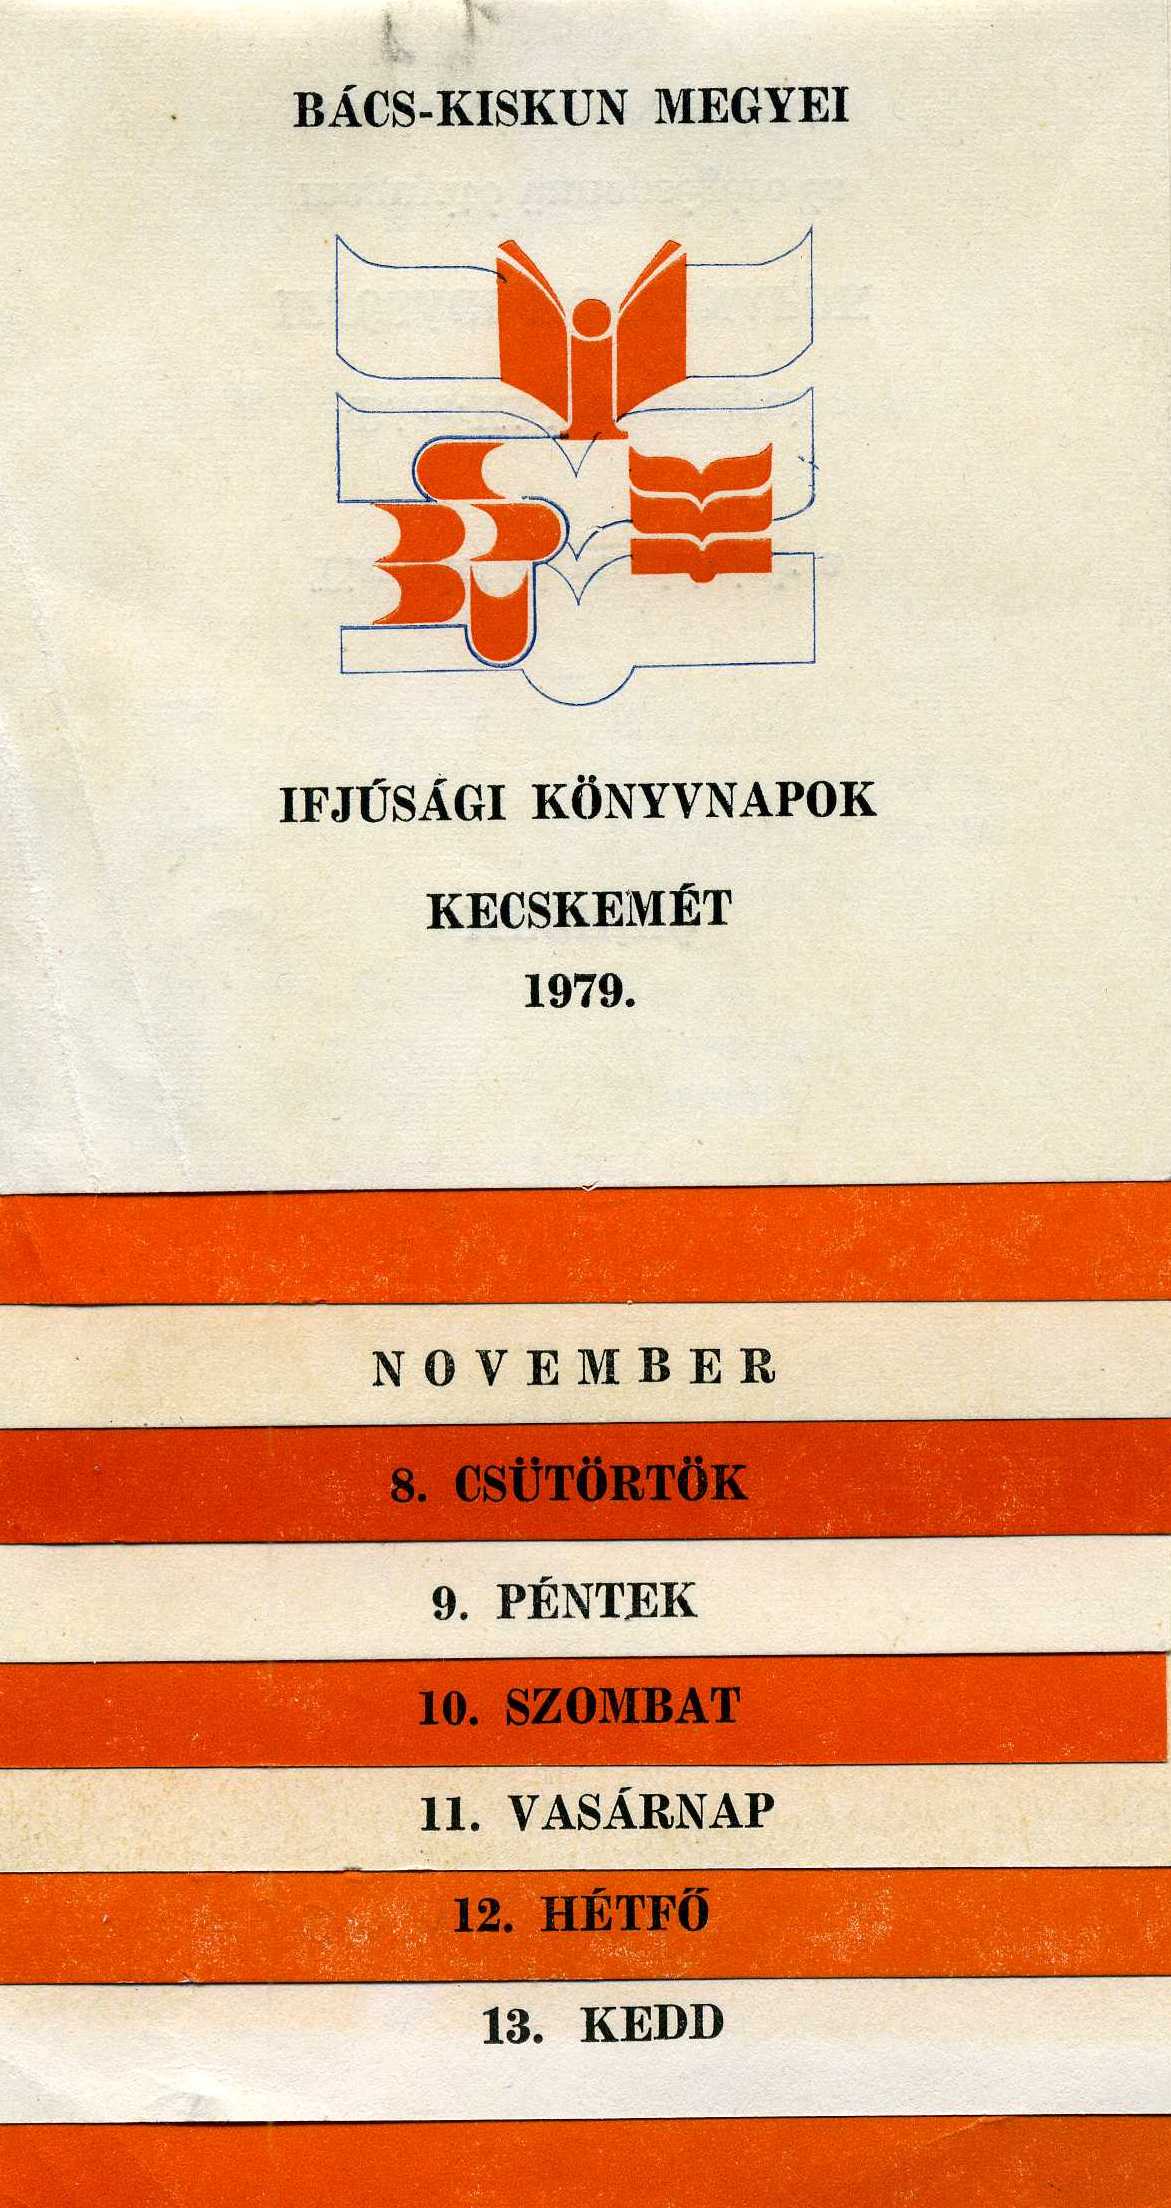 BÁCS-KISKUN MEGYEI
IFJÚSÁGI KÖNYVNAPOK
KECSKEMÉT
1979.
NOVEMBER
8. CSÜTÖRTÖK
9. PÉNTEK
10. SZOMBAT
11. VASÁRNAP
12. HÉTFŐ
13. KEDD